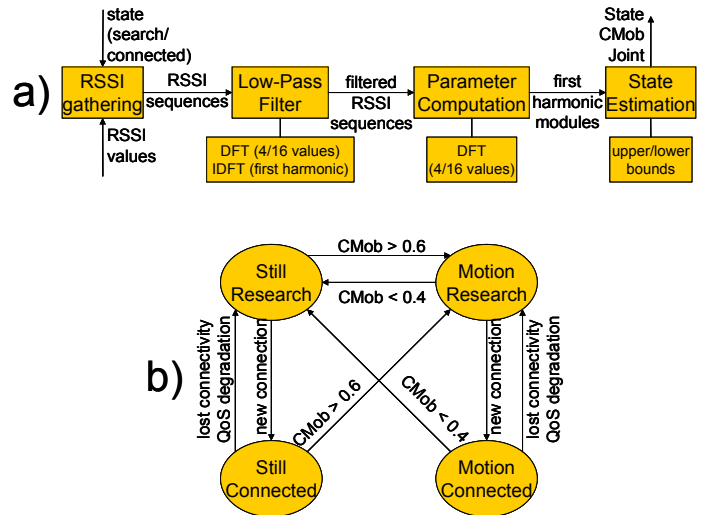 state
(search/
connected)
State
CMob
Joint
a)
RSSI
gathering
RSSI
sequences
Low-Pass
Filter
filtered
RSSI
sequences
Parameter
Computation
first
harmonic
modules
State
Estimation
RSSI
values
DFT (4/16 values)
IDFT (first harmonic)
DFT
(4/16 values)
upper/lower
bounds
b)
Still
Research
CMob > 0.6
CMob < 0.4
Motion
Research
lost connectivity
QoS degradation
new connection
CMob > 0.6
CMob < 0.4
new connection
lost connectivity
QoS degradation
Still
Connected
Motion
Connected